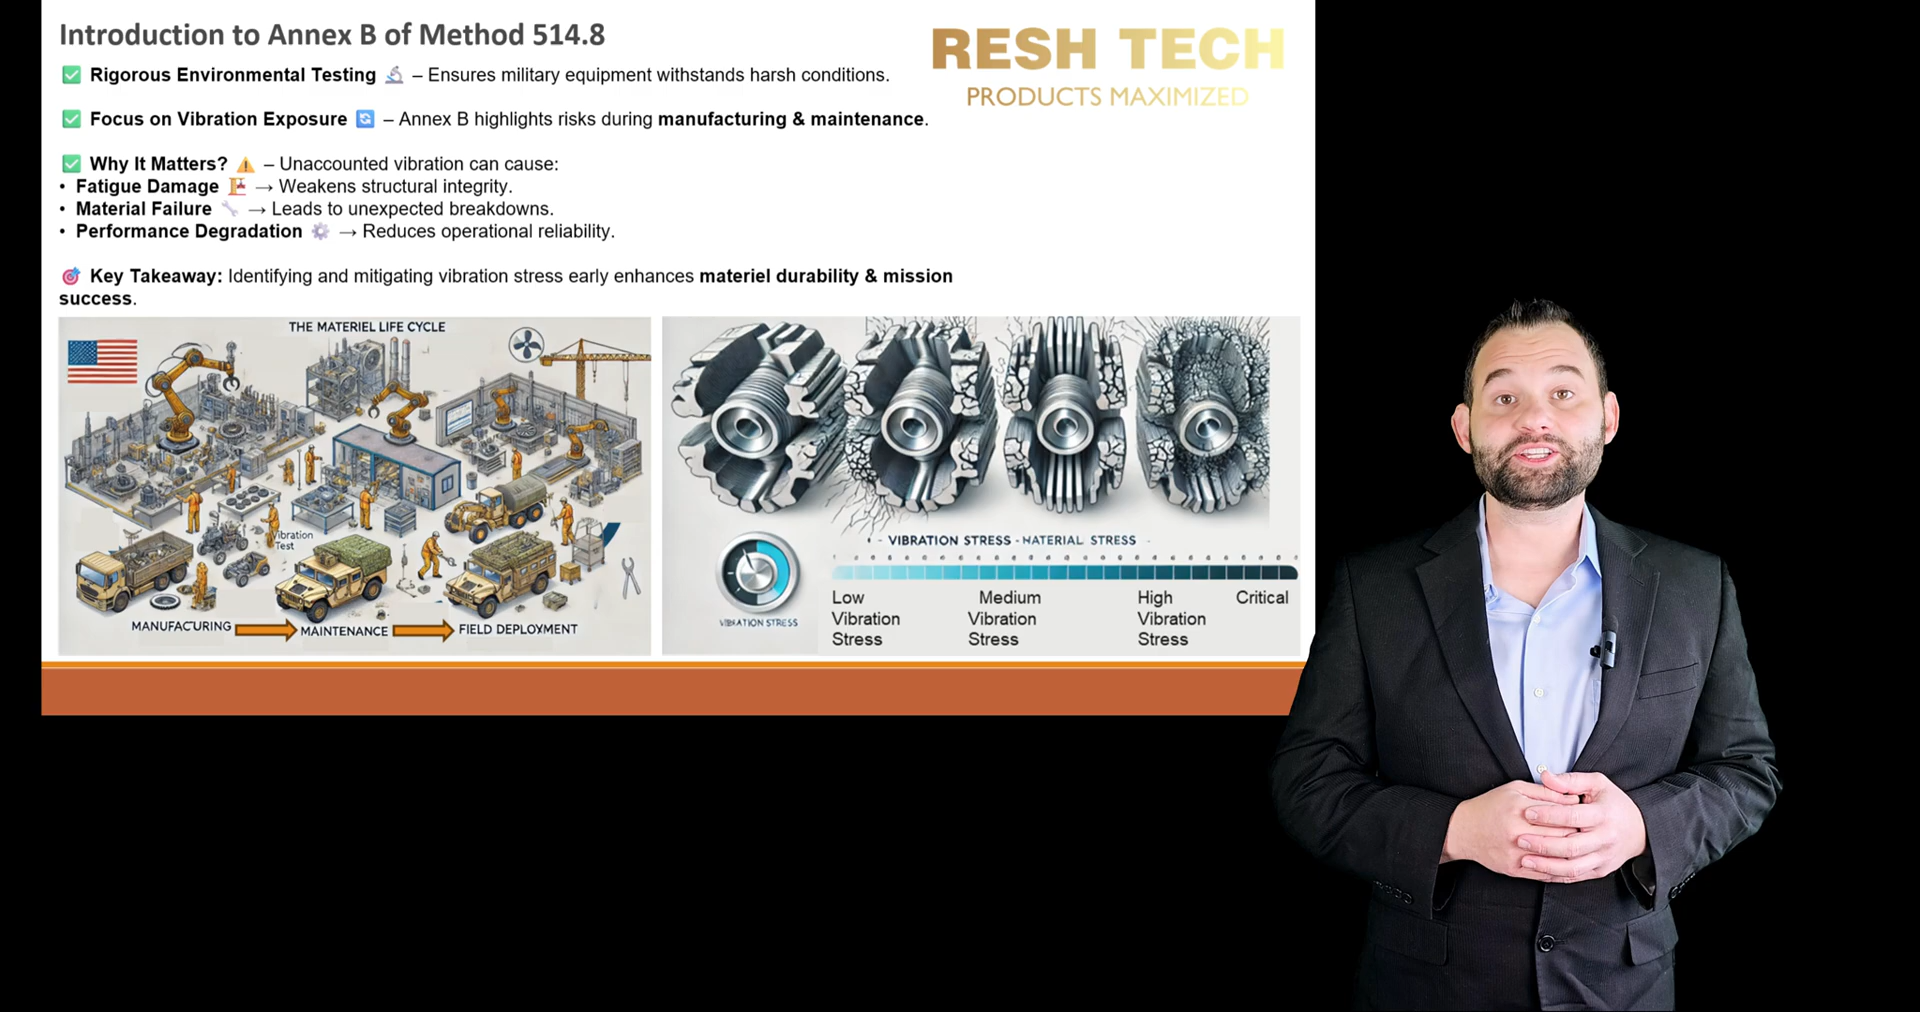 Introduction to Annex B of Method 514.8
RESH TECH
PRODUCTS MAXIMIZED
✅ Rigorous Environmental Testing 🔬 – Ensures military equipment withstands harsh conditions.
✅ Focus on Vibration Exposure 🔄 – Annex B highlights risks during manufacturing & maintenance.
✅ Why It Matters? ⚠️ – Unaccounted vibration can cause:
• Fatigue Damage 🏗 → Weakens structural integrity.
• Material Failure 🔧 → Leads to unexpected breakdowns.
• Performance Degradation ⚙️ → Reduces operational reliability.
🎯 Key Takeaway: Identifying and mitigating vibration stress early enhances materiel durability & mission
success.
THE MATERIEL LIFE CYCLE
Vibration
Test
MANUFACTURING
MAINTENANCE
FIELD DEPLOYMENT
VIBRATION STRESS - MATERIAL STRESS -
VIBRATION STRESS
Low
Vibration
Stress
Medium
Vibration
Stress
High
Vibration
Stress
Critical